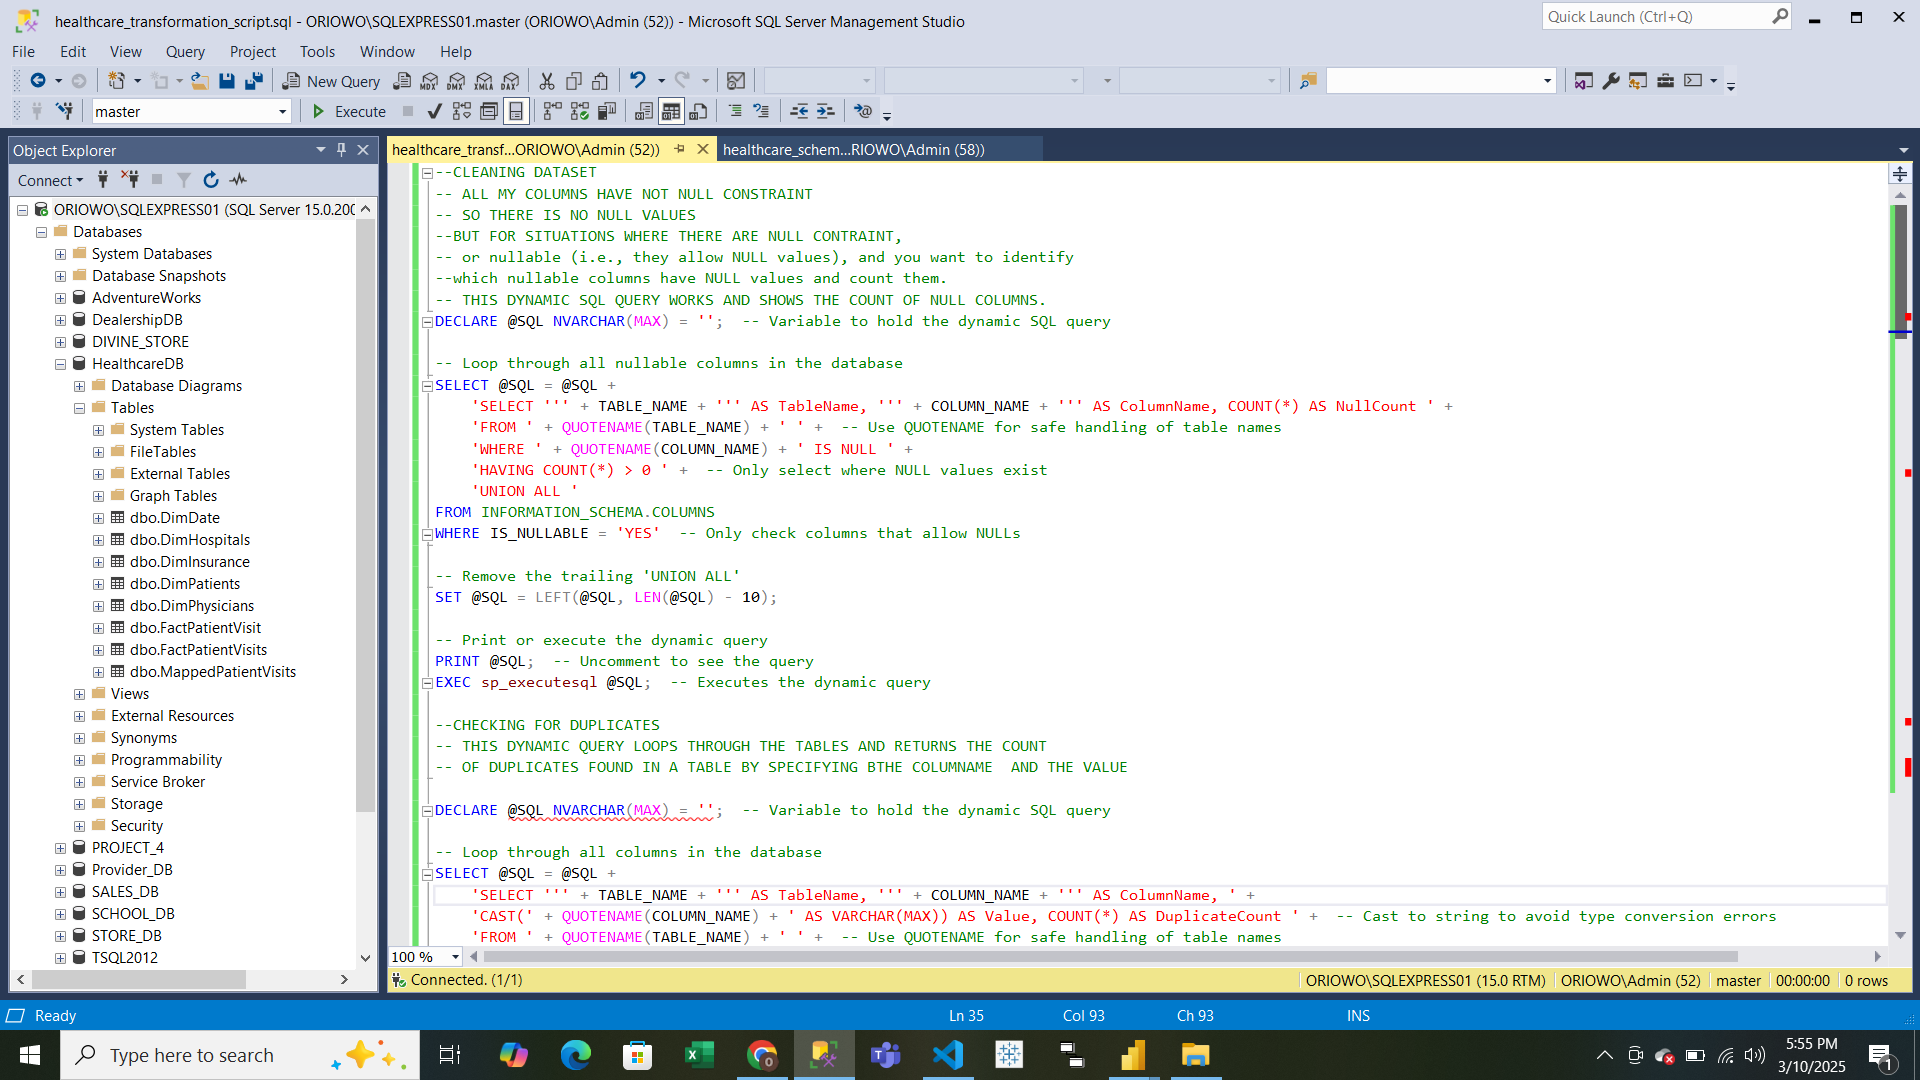 healthcare_transformation_script.sql - ORIOWO\SQLEXPRESS01.master (ORIOWO\Admin (52)) - Microsoft SQL Server Management Studio
Quick Launch (Ctrl+Q)
File Edit View Query Project Tools Window Help
New Query MDX DMX XMLA DAX
master Execute
Object Explorer
healthcare_transf...ORIOWO\Admin (52))
healthcare_schem...RIOWO\Admin (58))
Connect
ORIOWO\SQLEXPRESS01 (SQL Server 15.0.200
Databases
System Databases
Database Snapshots
AdventureWorks
DealershipDB
DIVINE_STORE
HealthcareDB
Database Diagrams
Tables
System Tables
FileTables
External Tables
Graph Tables
dbo.DimDate
dbo.DimHospitals
dbo.DimInsurance
dbo.DimPatients
dbo.DimPhysicians
dbo.FactPatientVisit
dbo.FactPatientVisits
dbo.MappedPatientVisits
Views
External Resources
Synonyms
Programmability
Service Broker
Storage
Security
PROJECT_4
Provider_DB
SALES_DB
SCHOOL_DB
STORE_DB
TSQL2012
--CLEANING DATASET
-- ALL MY COLUMNS HAVE NOT NULL CONSTRAINT
-- SO THERE IS NO NULL VALUES
--BUT FOR SITUATIONS WHERE THERE ARE NULL CONTRAINT,
-- or nullable (i.e., they allow NULL values), and you want to identify
--which nullable columns have NULL values and count them.
-- THIS DYNAMIC SQL QUERY WORKS AND SHOWS THE COUNT OF NULL COLUMNS.
DECLARE @SQL NVARCHAR(MAX) = '';  -- Variable to hold the dynamic SQL query
-- Loop through all nullable columns in the database
SELECT @SQL = @SQL +
'SELECT ''' + TABLE_NAME + ''' AS TableName, ''' + COLUMN_NAME + ''' AS ColumnName, COUNT(*) AS NullCount ' +
'FROM ' + QUOTENAME(TABLE_NAME) + ' ' +  -- Use QUOTENAME for safe handling of table names
'WHERE ' + QUOTENAME(COLUMN_NAME) + ' IS NULL ' +
'HAVING COUNT(*) > 0 ' +  -- Only select where NULL values exist
'UNION ALL '
FROM INFORMATION_SCHEMA.COLUMNS
WHERE IS_NULLABLE = 'YES'  -- Only check columns that allow NULLs
-- Remove the trailing 'UNION ALL'
SET @SQL = LEFT(@SQL, LEN(@SQL) - 10);
-- Print or execute the dynamic query
PRINT @SQL;  -- Uncomment to see the query
EXEC sp_executesql @SQL;  -- Executes the dynamic query
--CHECKING FOR DUPLICATES
-- THIS DYNAMIC QUERY LOOPS THROUGH THE TABLES AND RETURNS THE COUNT
-- OF DUPLICATES FOUND IN A TABLE BY SPECIFYING BTHE COLUMNAME  AND THE VALUE
DECLARE @SQL NVARCHAR(MAX) = '';  -- Variable to hold the dynamic SQL query
-- Loop through all columns in the database
SELECT @SQL = @SQL +
'SELECT ''' + TABLE_NAME + ''' AS TableName, ''' + COLUMN_NAME + ''' AS ColumnName, ' +
'CAST(' + QUOTENAME(COLUMN_NAME) + ' AS VARCHAR(MAX)) AS Value, COUNT(*) AS DuplicateCount ' +  -- Cast to string to avoid type conversion errors
'FROM ' + QUOTENAME(TABLE_NAME) + ' ' +  -- Use QUOTENAME for safe handling of table names
100 %
Connected. (1/1)
ORIOWO\SQLEXPRESS01 (15.0 RTM) ORIOWO\Admin (52) master 00:00:00 0 rows
Ready Ln 35 Col 93 Ch 93 INS
Type here to search
5:55 PM
3/10/2025
1